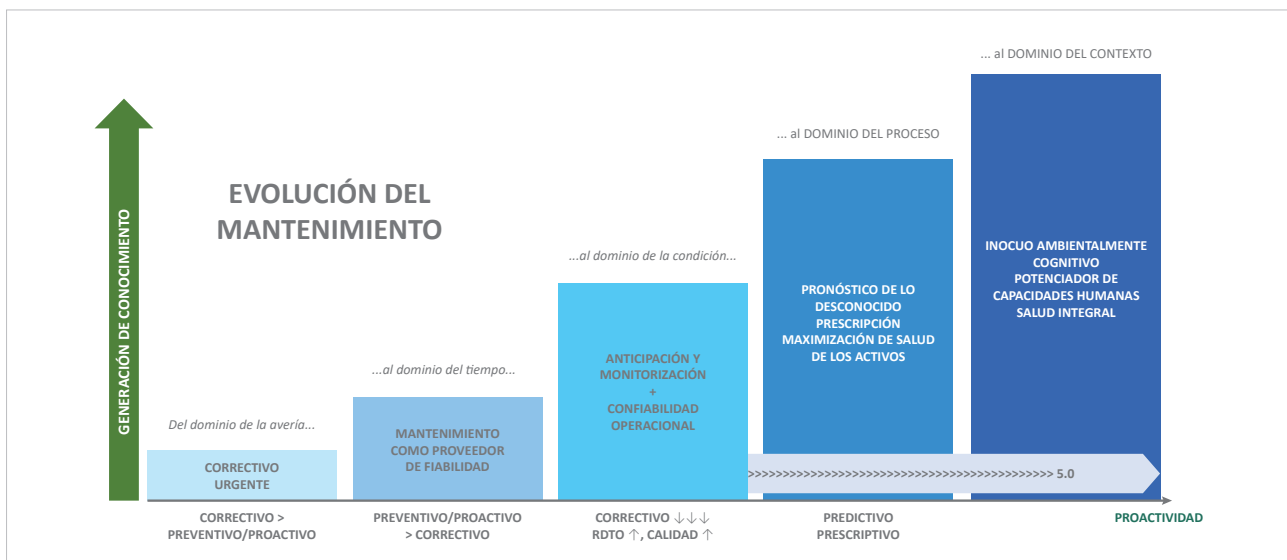 ... al DOMINIO DEL CONTEXTO
... al DOMINIO DEL PROCESO
EVOLUCIÓN DEL
MANTENIMIENTO
GENERACIÓN DE CONOCIMIENTO
...al dominio de la condición...
...al dominio del tiempo...
Del dominio de la avería...
CORRECTIVO
URGENTE
MANTENIMIENTO
COMO PROVEEDOR
DE FIABILIDAD
ANTICIPACIÓN Y
MONITORIZACIÓN
+
CONFIABILIDAD
OPERACIONAL
PRONÓSTICO DE LO
DESCONOCIDO
PRESCRIPCIÓN
MAXIMIZACIÓN DE SALUD
DE LOS ACTIVOS
INOCUO AMBIENTALMENTE
COGNITIVO
POTENCIADOR DE
CAPACIDADES HUMANAS
SALUD INTEGRAL
>>>>>>>>>>>>>>>>>>>>>>>>>>>>>>>>>>>>>>>>>>>> 5.0
CORRECTIVO >
PREVENTIVO/PROACTIVO
PREVENTIVO/PROACTIVO
> CORRECTIVO
CORRECTIVO ↓↓↓
RDTO ↑, CALIDAD ↑
PREDICTIVO
PRESCRIPTIVO
PROACTIVIDAD